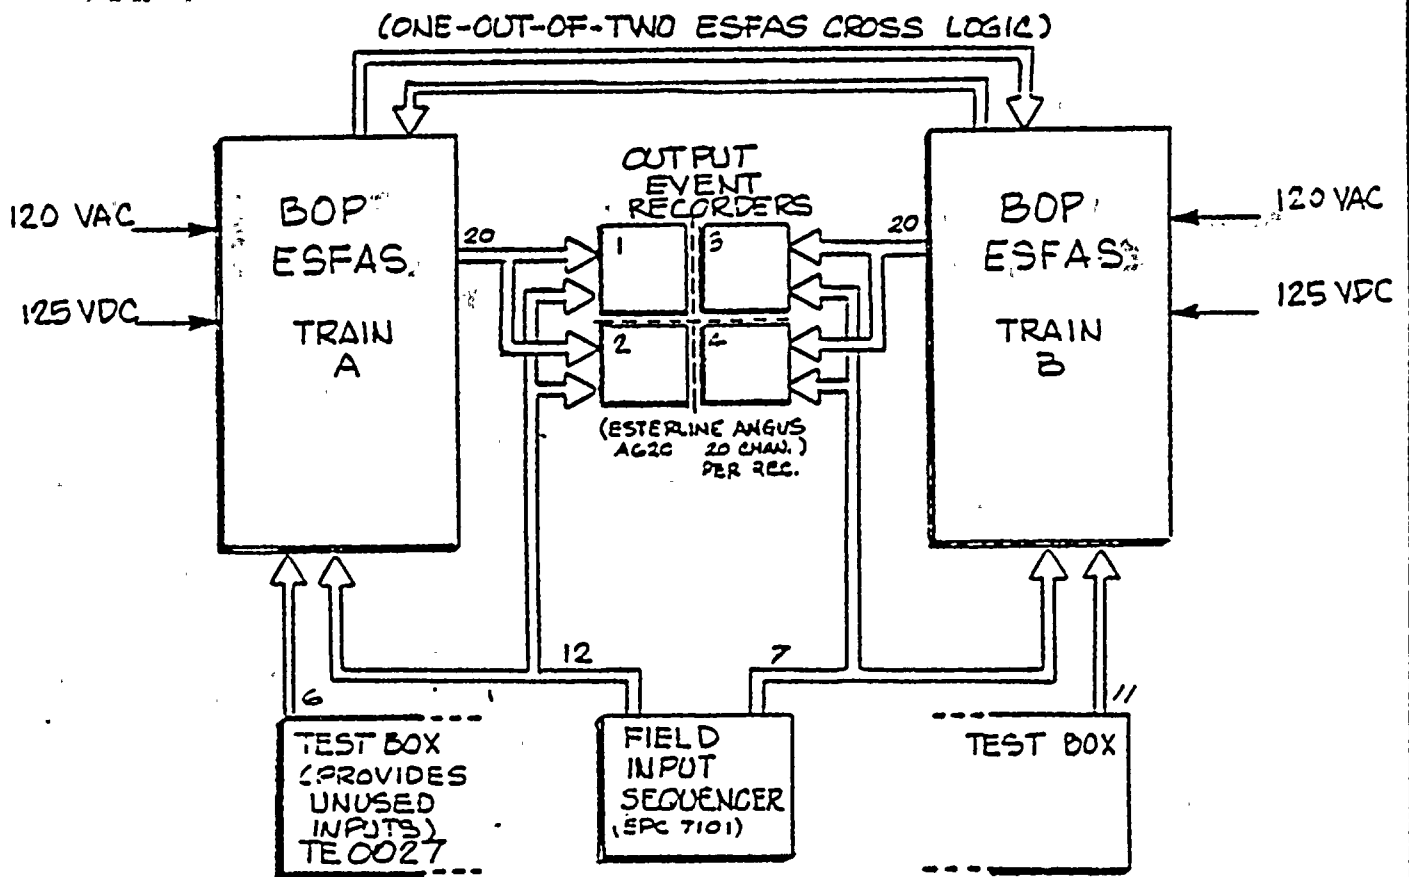 (ONE-OUT-OF-TWO ESFAS CROSS LOGIC)
OUTPUT
EVENT
RECORDERS
BOP
ESFAS
TRAIN
A
120 VAC
125 VDC
20
1
3
2
4
20
BOP
ESFAS
TRAIN
B
120 VAC
125 VDC
(ESTERLINE ANGUS
A620 20 CHAN.)
PER REC.
12
7
6
11
TEST BOX
(PROVIDES
UNUSED
INPUTS)
TE0027
FIELD
INPUT
SEQUENCER
(EPC 7101)
TEST BOX